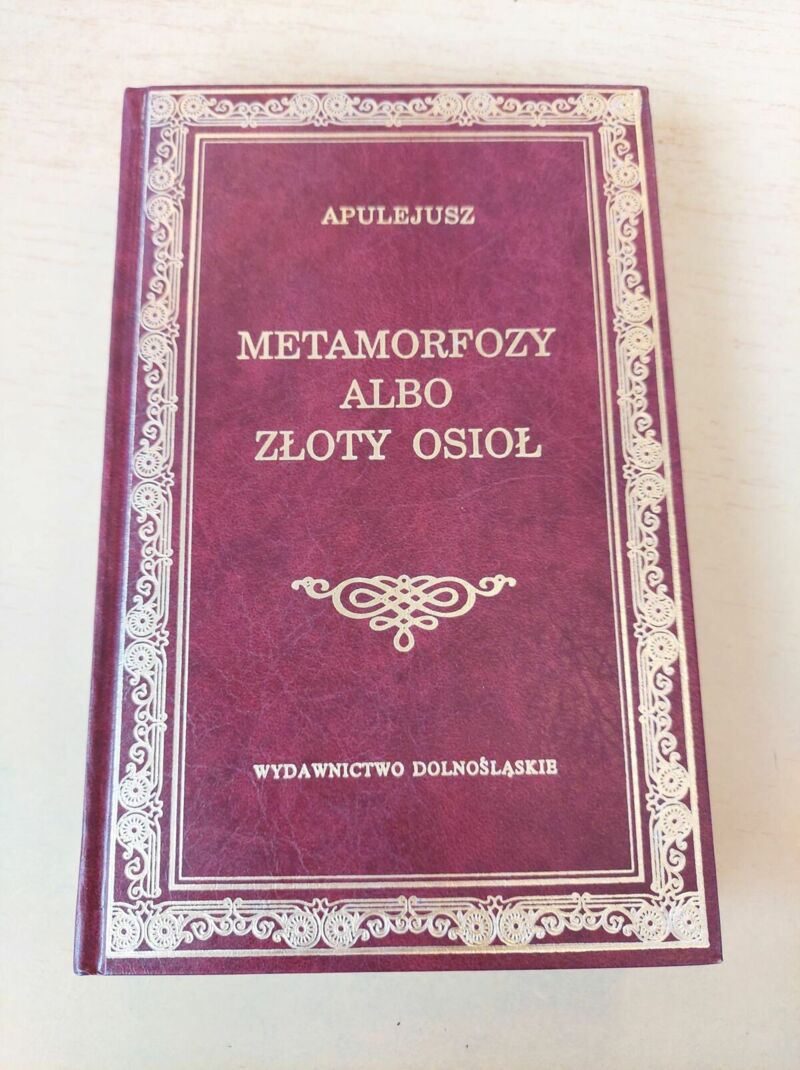 APULEJUSZ
METAMORFOZY
ALBO
ZŁOTY OSIOŁ
WYDAWNICTWO DOLNOŚLĄSKIE